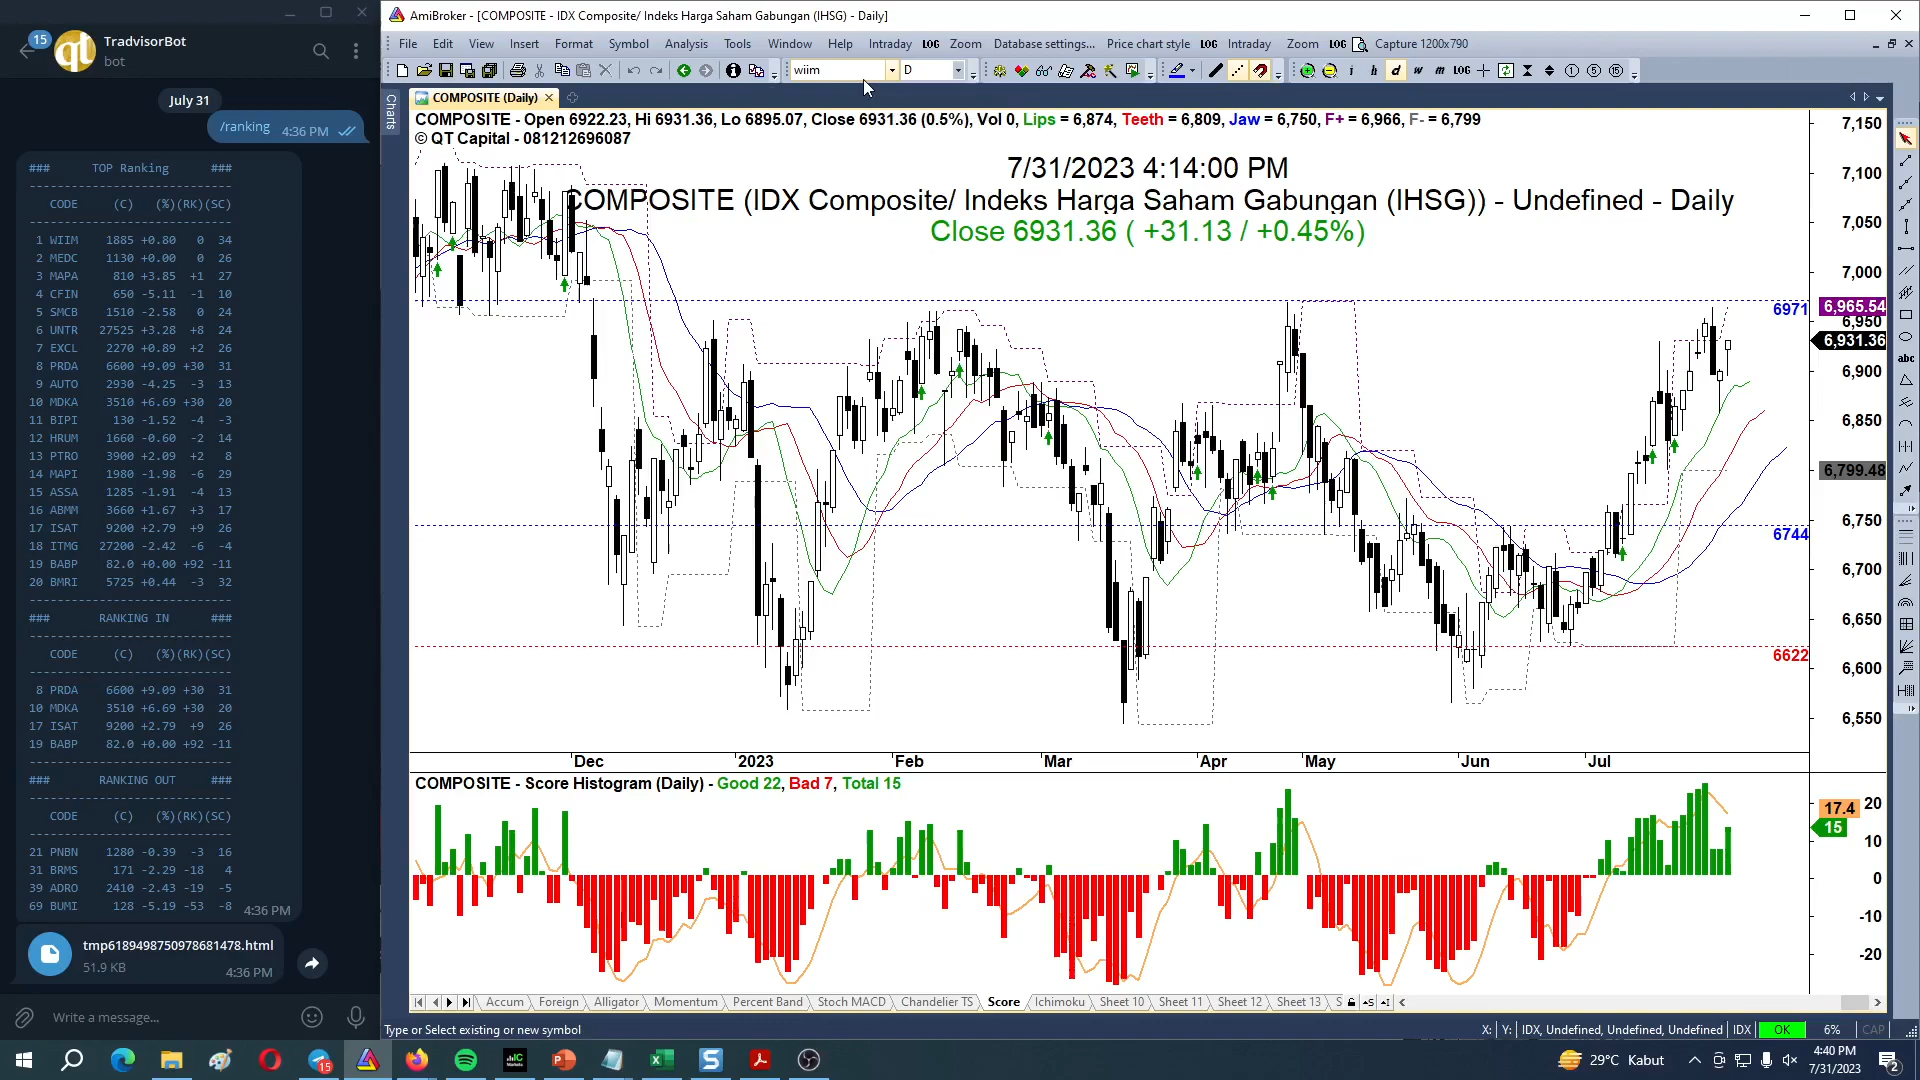 15
TradvisorBot
bot
July 31
/ranking 4:36 PM
### TOP Ranking ###
CODE (C) (%)(RK)(SC)
1 WIIM 1885 +0.80 0 34
2 MEDC 1130 +0.00 0 26
3 MAPA 810 +3.85 +1 27
4 CFIN 650 -5.11 -1 10
5 SMCB 1510 -2.58 0 24
6 UNTR 27525 +3.28 +8 24
7 EXCL 2270 +0.89 +2 26
8 PRDA 6600 +9.09 +30 31
9 AUTO 2930 -4.25 -3 13
10 MDKA 3510 +6.69 +30 20
11 BIPI 130 -1.52 -4 -3
12 HRUM 1660 -0.60 -2 14
13 PTRO 3900 +2.09 +2 8
14 MAPI 1980 -1.98 -6 29
15 ASSA 1285 -1.91 -4 13
16 ABMM 3660 +1.67 +3 17
17 ISAT 9200 +2.79 +9 26
18 ITMG 27200 -2.42 -6 -4
19 BABP 82.0 +0.00 +92 -11
20 BMRI 5725 +0.44 -3 32
### RANKING IN ###
CODE (C) (%)(RK)(SC)
8 PRDA 6600 +9.09 +30 31
10 MDKA 3510 +6.69 +30 20
17 ISAT 9200 +2.79 +9 26
19 BABP 82.0 +0.00 +92 -11
### RANKING OUT ###
CODE (C) (%)(RK)(SC)
21 PNBN 1280 -0.39 -3 16
31 BRMS 171 -2.29 -18 4
39 ADRO 2410 -2.43 -19 -5
69 BUMI 128 -5.19 -53 -8
4:36 PM
tmp6189498750978681478.html
51.9 KB 4:36 PM
Write a message...
AmiBroker - [COMPOSITE - IDX Composite/ Indeks Harga Saham Gabungan (IHSG) - Daily]
File Edit View Insert Format Symbol Analysis Tools Window Help Intraday LOG Zoom Database settings... Price chart style LOG Intraday Zoom LOG Capture 1200x790
wiim D i h d w m LOG 1 5 15
Charts
COMPOSITE (Daily)
COMPOSITE - Open 6922.23, Hi 6931.36, Lo 6895.07, Close 6931.36 (0.5%), Vol 0, Lips = 6,874, Teeth = 6,809, Jaw = 6,750, F+ = 6,966, F- = 6,799
© QT Capital - 081212696087
7/31/2023 4:14:00 PM
COMPOSITE (IDX Composite/ Indeks Harga Saham Gabungan (IHSG)) - Undefined - Daily
Close 6931.36 ( +31.13 / +0.45%)
7,150
7,100
7,050
7,000
6971
6,965.54
6,950
6,931.36
6,900
6,850
6,799.48
6,750
6744
6,700
6,650
6622
6,600
6,550
abc
Dec 2023 Feb Mar Apr May Jun Jul
COMPOSITE - Score Histogram (Daily) - Good 22, Bad 7, Total 15
20
17.4
15
10
0
-10
-20
Accum Foreign Alligator Momentum Percent Band Stoch MACD Chandelier TS Score Ichimoku Sheet 10 Sheet 11 Sheet 12 Sheet 13 S
Type or Select existing or new symbol
X: Y: IDX, Undefined, Undefined, Undefined IDX OK 6% CAP
15
29°C Kabut
4:40 PM
7/31/2023
2